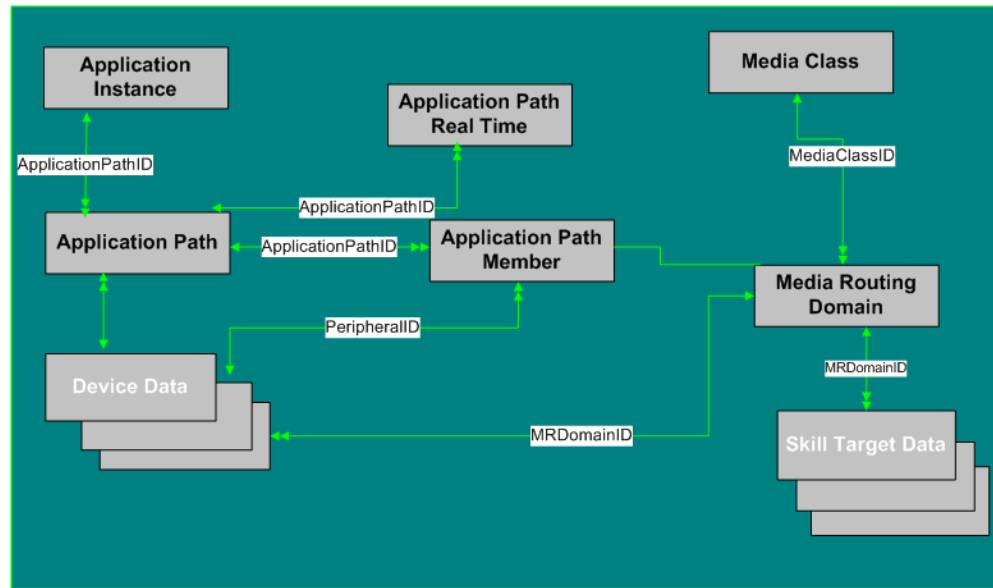 Application
Instance
Media Class
Application Path
Real Time
ApplicationPathID
MediaClassID
ApplicationPathID
Application Path
ApplicationPathID
Application Path
Member
Media Routing
Domain
PeripheralID
MRDomainID
Device Data
MRDomainID
Skill Target Data